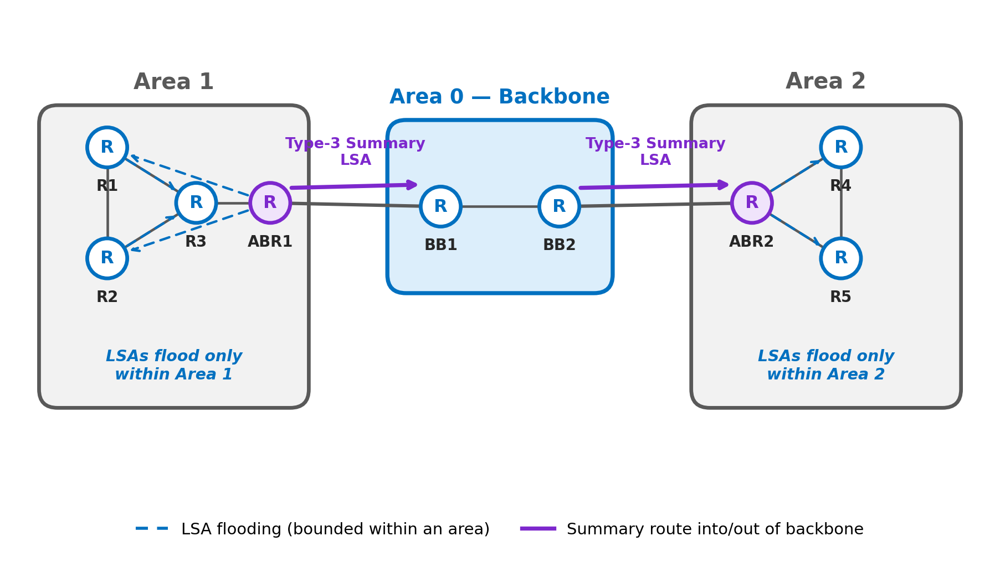 Area 1
Area 0 — Backbone
Area 2
Type-3 Summary
LSA
Type-3 Summary
LSA
R
R1
R
R2
R
R3
R
ABR1
R
BB1
R
BB2
R
ABR2
R
R4
R
R5
LSAs flood only
within Area 1
LSAs flood only
within Area 2
LSA flooding (bounded within an area)
Summary route into/out of backbone